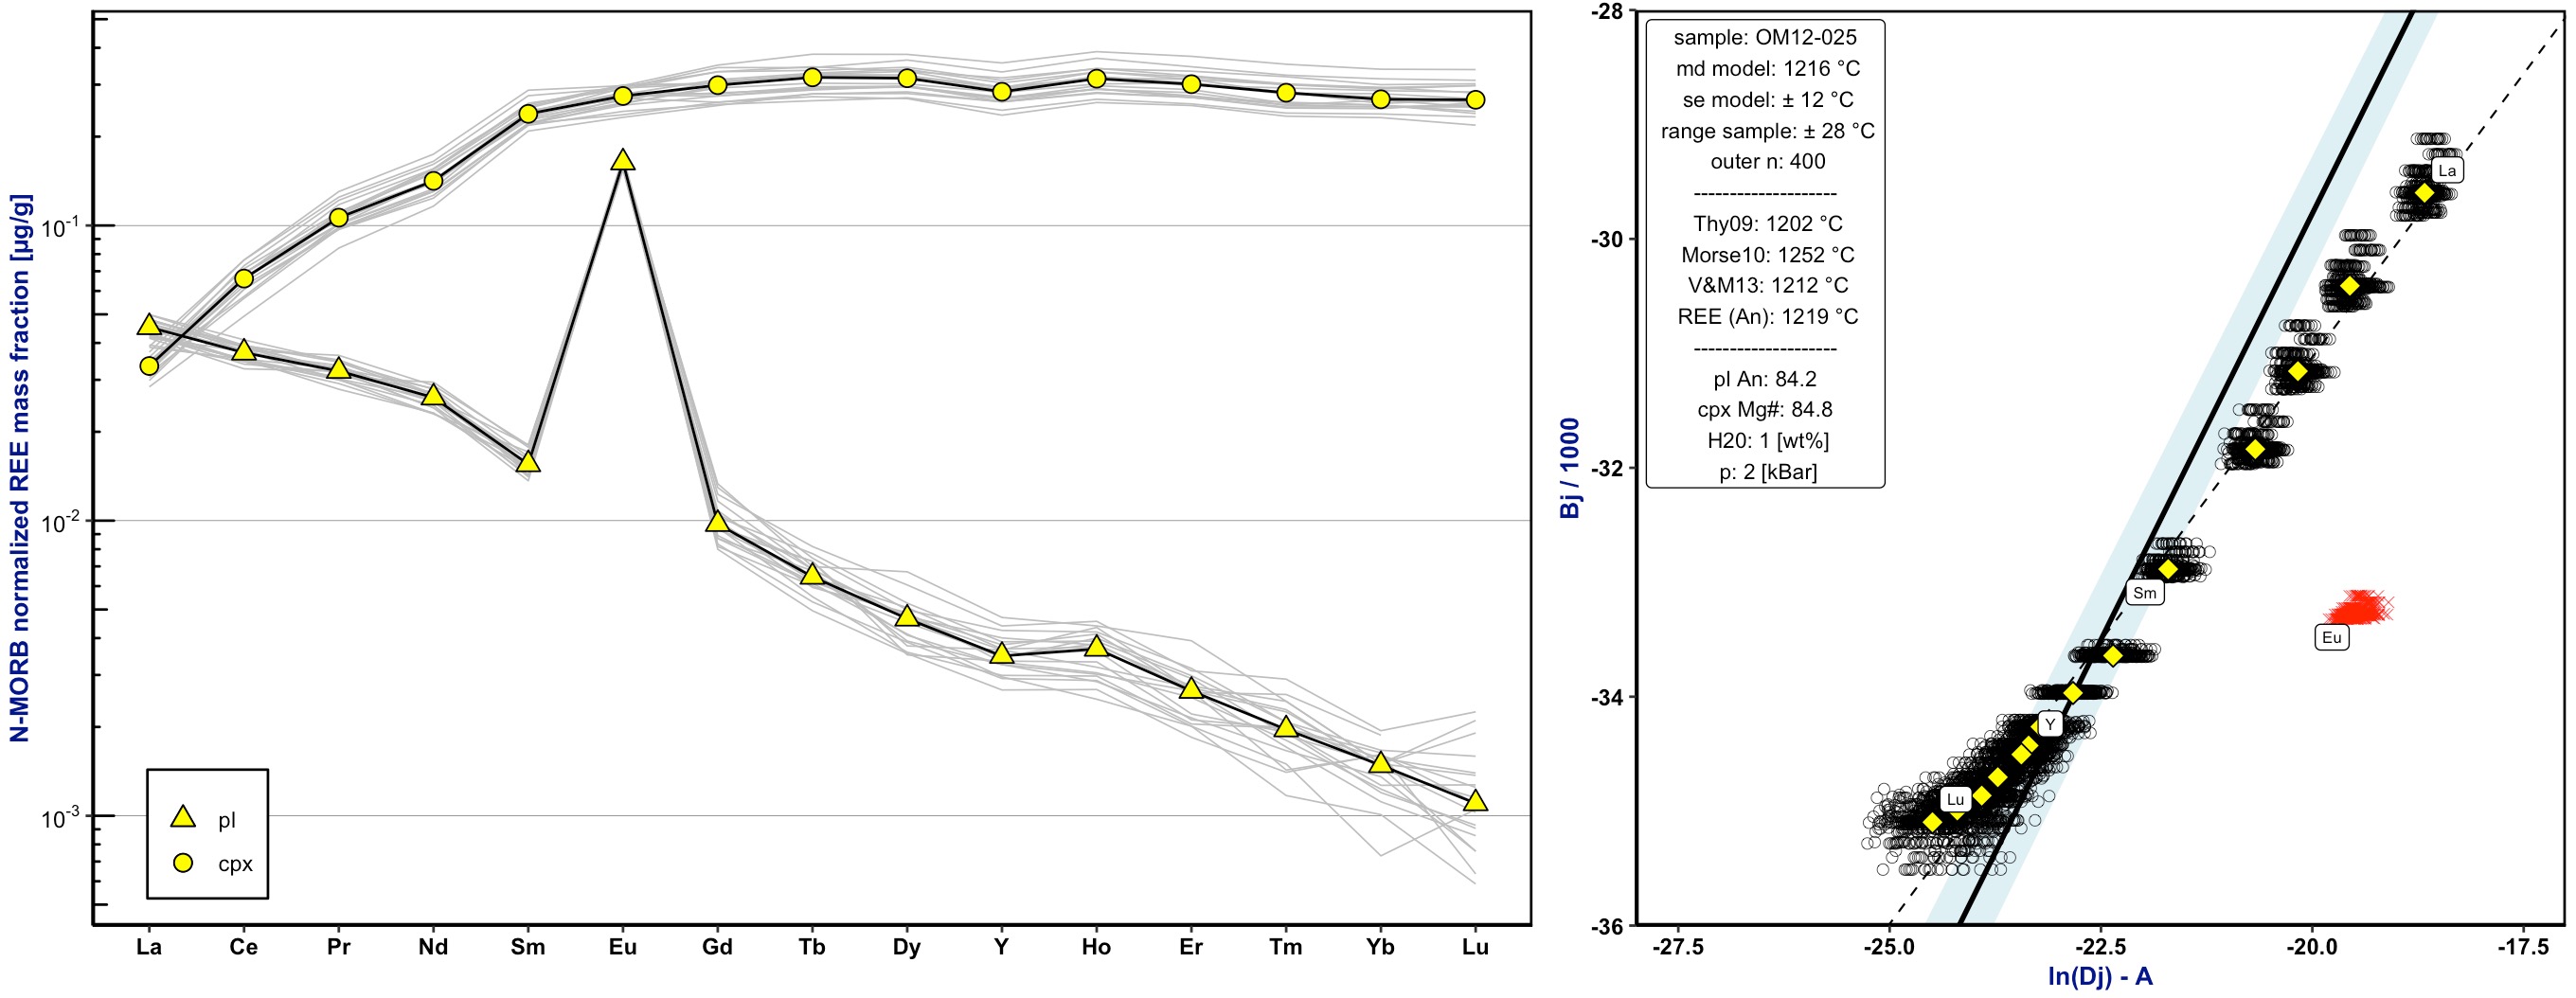 N-MORB normalized REE mass fraction [µg/g]
10-1
10-2
10-3
pl
cpx
La Ce Pr Nd Sm Eu Gd Tb Dy Y Ho Er Tm Yb Lu
Bj / 1000
-28
-30
-32
-34
-36
sample: OM12-025
md model: 1216 °C
se model: ± 12 °C
range sample: ± 28 °C
outer n: 400
--------------------
Thy09: 1202 °C
Morse10: 1252 °C
V&M13: 1212 °C
REE (An): 1219 °C
--------------------
pl An: 84.2
cpx Mg#: 84.8
H20: 1 [wt%]
p: 2 [kBar]
La
Sm
Eu
Y
Lu
-27.5 -25.0 -22.5 -20.0 -17.5
ln(Dj) - A